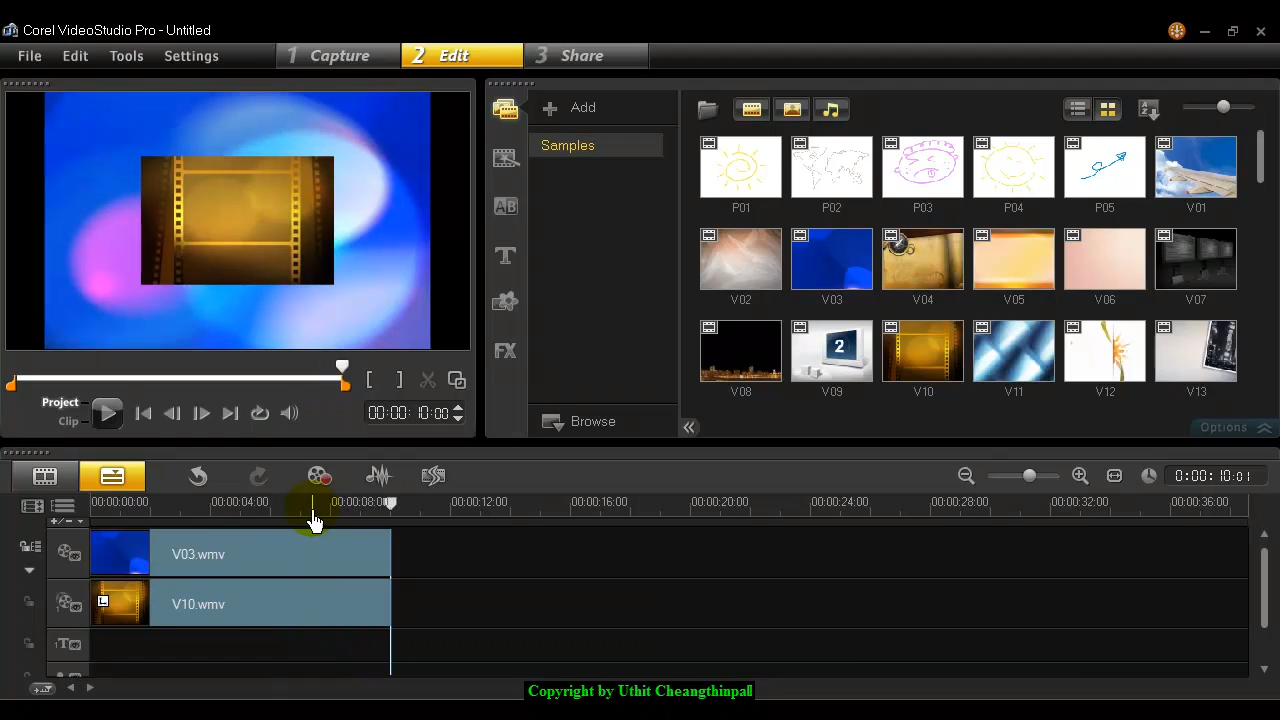 Corel VideoStudio Pro - Untitled
File Edit Tools Settings 1 Capture 2 Edit 3 Share
Add
Samples
P01 P02 P03 P04 P05 V01
V02 V03 V04 V05 V06 V07
2
V08 V09 V10 V11 V12 V13
Project
Clip
00:00: 10:00
Browse
Options
0:00: 10:01
00:00:00:00 00:00:04:00 00:00:08:00 00:00:12:00 00:00:16:00 00:00:20:00 00:00:24:00 00:00:28:00 00:00:32:00 00:00:36:00
V03.wmv
V10.wmv
Copyright by Uthit Cheangthinpall